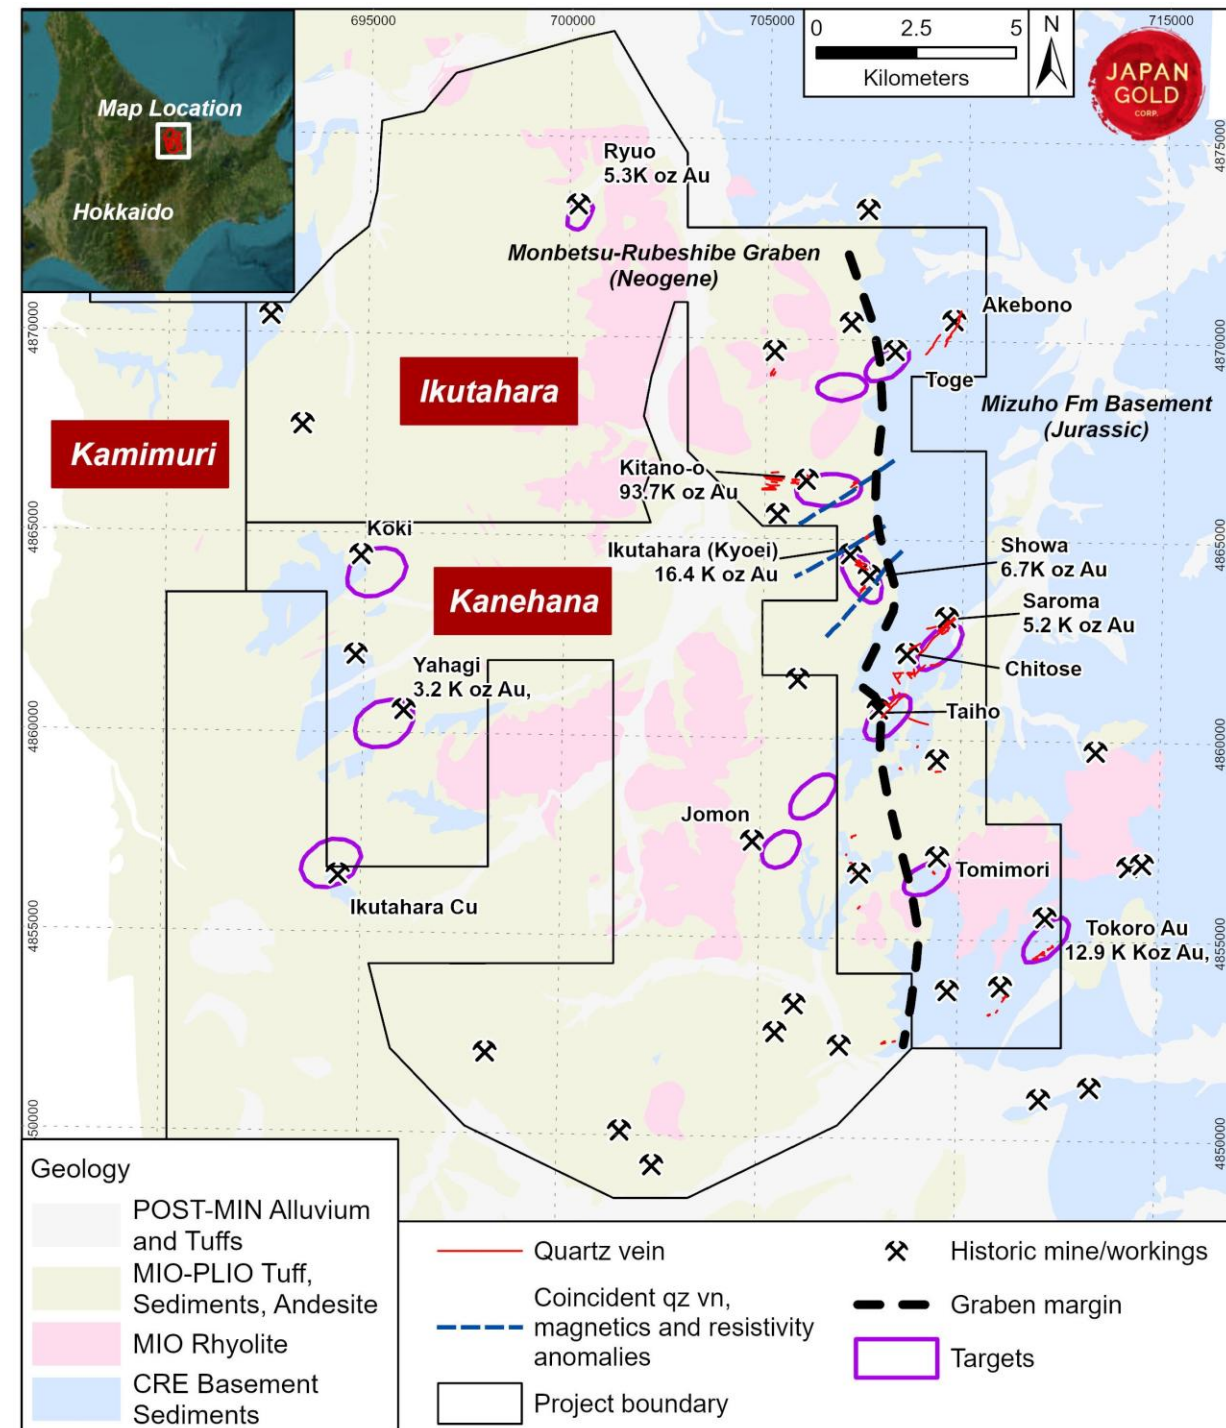 695000
700000
705000
715000
Map Location
Hokkaido
0
2.5
5
Kilometers
N
JAPAN
GOLD
CORP.
4875000
Ryuo
5.3K oz Au
Monbetsu-Rubeshibe Graben
(Neogene)
4870000
4870000
Akebono
Toge
Ikutahara
Mizuho Fm Basement
(Jurassic)
Kamimuri
Kitano-o
93.7K oz Au
4865000
4865000
Koki
Ikutahara (Kyoei)
16.4 K oz Au
Showa
6.7K oz Au
Kanehana
Saroma
5.2 K oz Au
Chitose
Yahagi
3.2 K oz Au,
Taiho
4860000
4860000
Jomon
Tomimori
Ikutahara Cu
4855000
4855000
Tokoro Au
12.9 K Koz Au,
50000
4850000
Geology
POST-MIN Alluvium
and Tuffs
MIO-PLIO Tuff,
Sediments, Andesite
MIO Rhyolite
CRE Basement
Sediments
Quartz vein
Coincident qz vn,
magnetics and resistivity
anomalies
Project boundary
Historic mine/workings
Graben margin
Targets